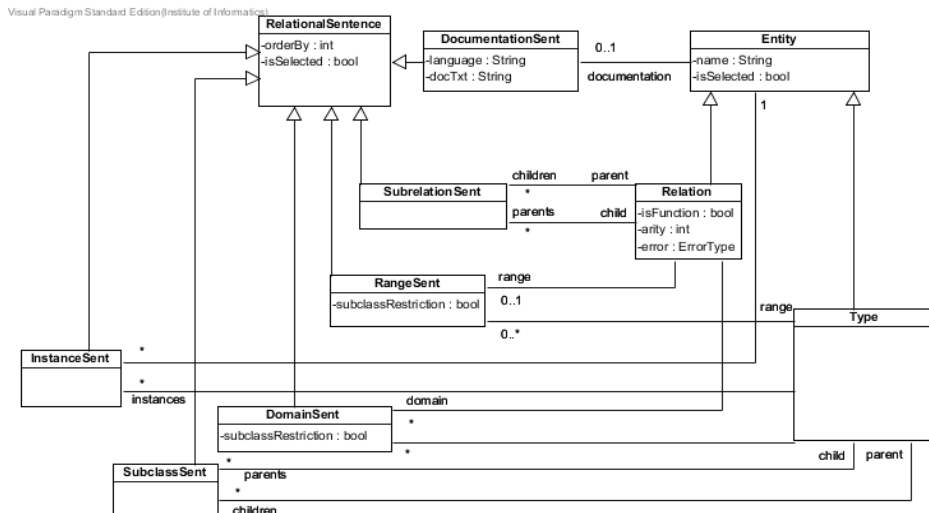 Visual Paradigm Standard Edition(Institute of Informatics)
RelationalSentence
-orderBy : int
-isSelected : bool
DocumentationSent
-language : String
-docTxt : String
0..1
documentation
Entity
-name : String
-isSelected : bool
1
SubrelationSent
children
*
parent
parents
*
child
Relation
-isFunction : bool
-arity : int
-error : ErrorType
RangeSent
-subclassRestriction : bool
range
0..1
0..*
range
Type
InstanceSent
*
*
instances
DomainSent
-subclassRestriction : bool
domain
*
*
SubclassSent
*
parents
*
children
child
parent